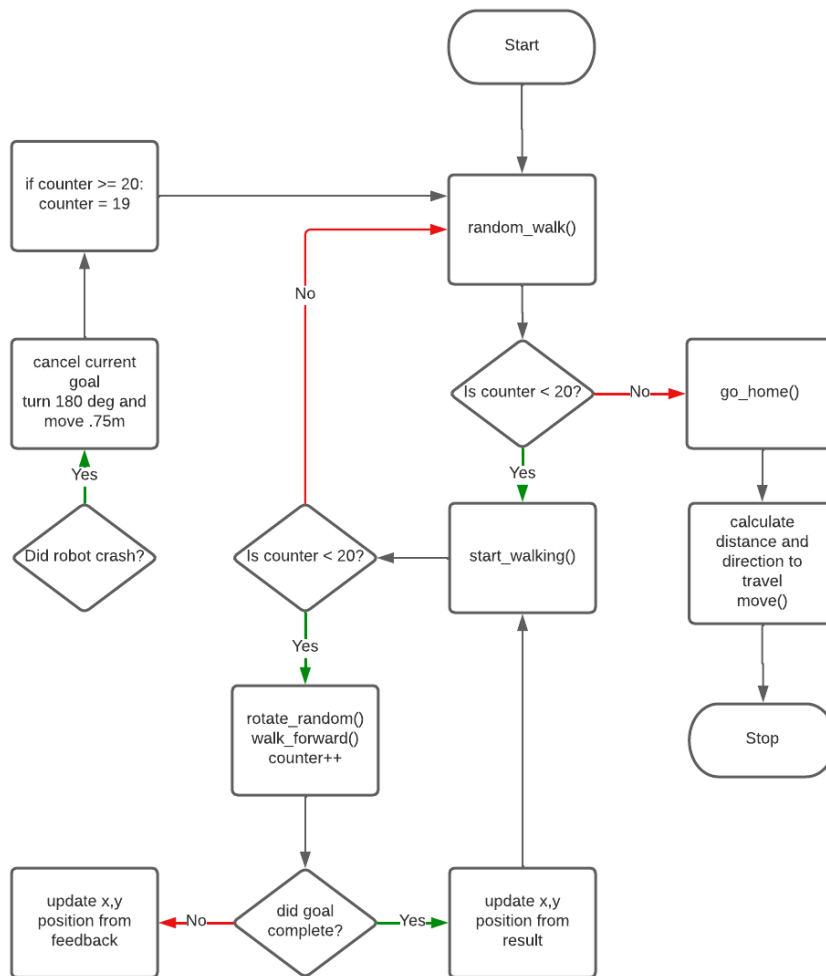 Start
if counter >= 20:
counter = 19
random_walk()
No
cancel current
goal
turn 180 deg and
move .75m
Is counter < 20?
No
go_home()
Yes
Yes
Did robot crash?
Is counter < 20?
start_walking()
calculate
distance and
direction to
travel
move()
Yes
rotate_random()
walk_forward()
counter++
Stop
update x,y
position from
feedback
No
did goal
complete?
Yes
update x,y
position from
result